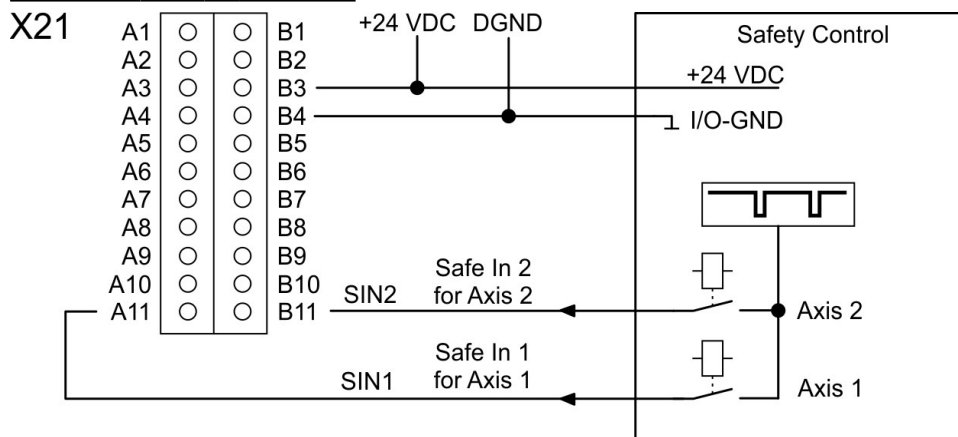 X21
+24 VDC DGND
Safety Control
A1 B1
A2 B2
A3 B3
+24 VDC
A4 B4
I/O-GND
A5 B5
A6 B6
A7 B7
A8 B8
A9 B9
A10 B10
A11 B11
SIN2
Safe In 2
for Axis 2
Axis 2
SIN1
Safe In 1
for Axis 1
Axis 1